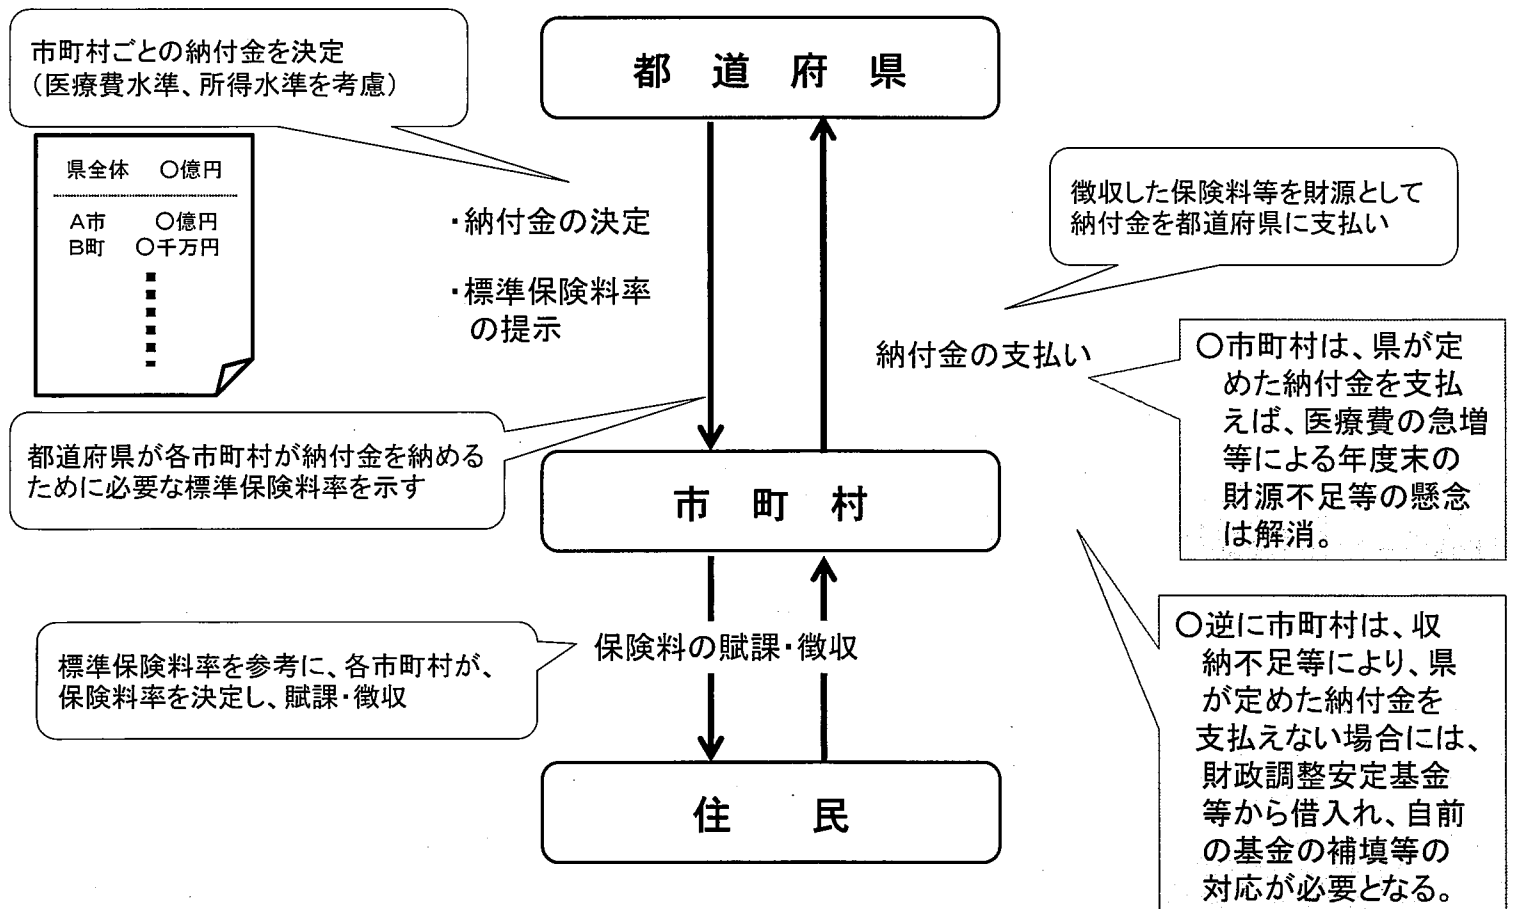 市町村ごとの納付金を決定
（医療費水準、所得水準を考慮）
都 道 府 県
県全体 〇億円
A市 〇億円
B町 〇千万円
・納付金の決定
・標準保険料率
の提示
徴収した保険料等を財源として
納付金を都道府県に支払い
納付金の支払い
〇市町村は、県が定
めた納付金を支払
えば、医療費の急増
等による年度末の
財源不足等の懸念
は解消。
都道府県が各市町村が納付金を納める
ために必要な標準保険料率を示す
市 町 村
標準保険料率を参考に、各市町村が、
保険料率を決定し、賦課・徴収
保険料の賦課・徴収
〇逆に市町村は、収
納不足等により、県
が定めた納付金を
支払えない場合には、
財政調整安定基金
等から借入れ、自前
の基金の補填等の
対応が必要となる。
住 民